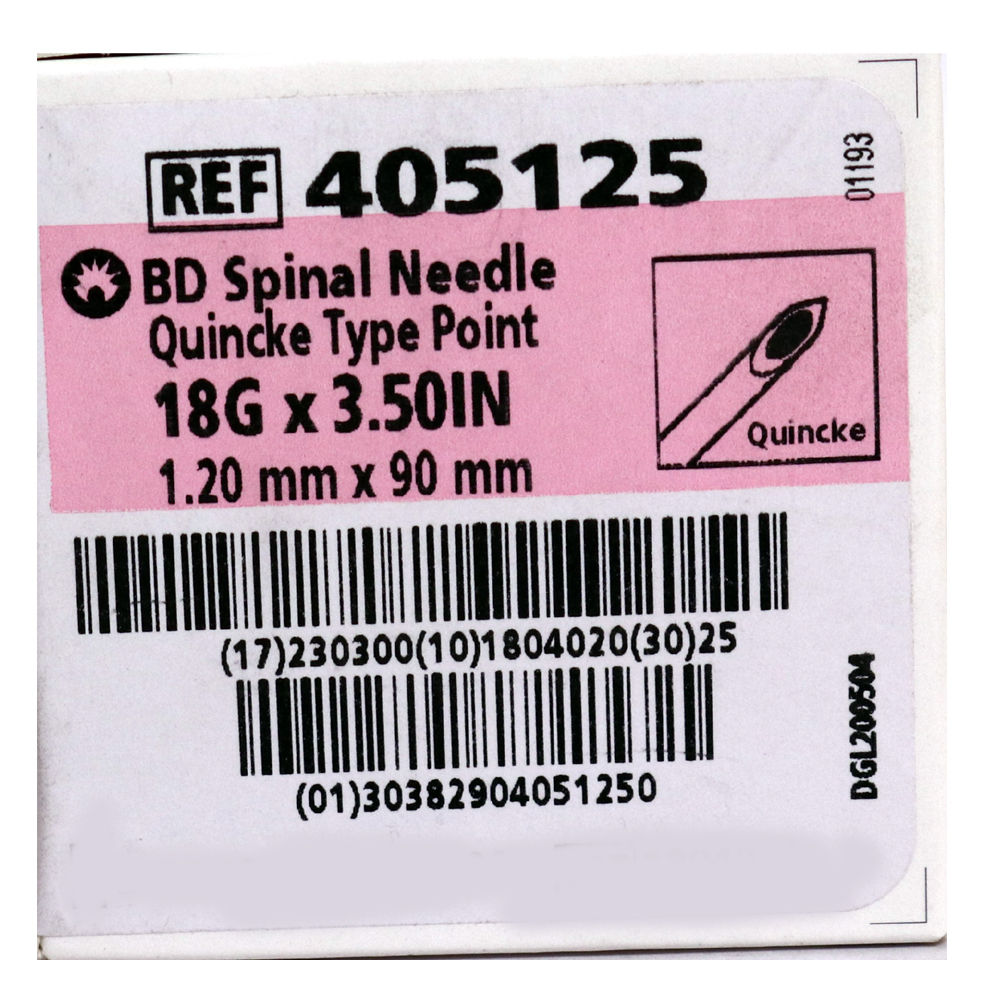 REF 405125
01193
BD Spinal Needle
Quincke Type Point
18G x 3.50IN
1.20 mm x 90 mm
Quincke
(17)230300(10)1804020(30)25
(01)30382904051250
DGL200504